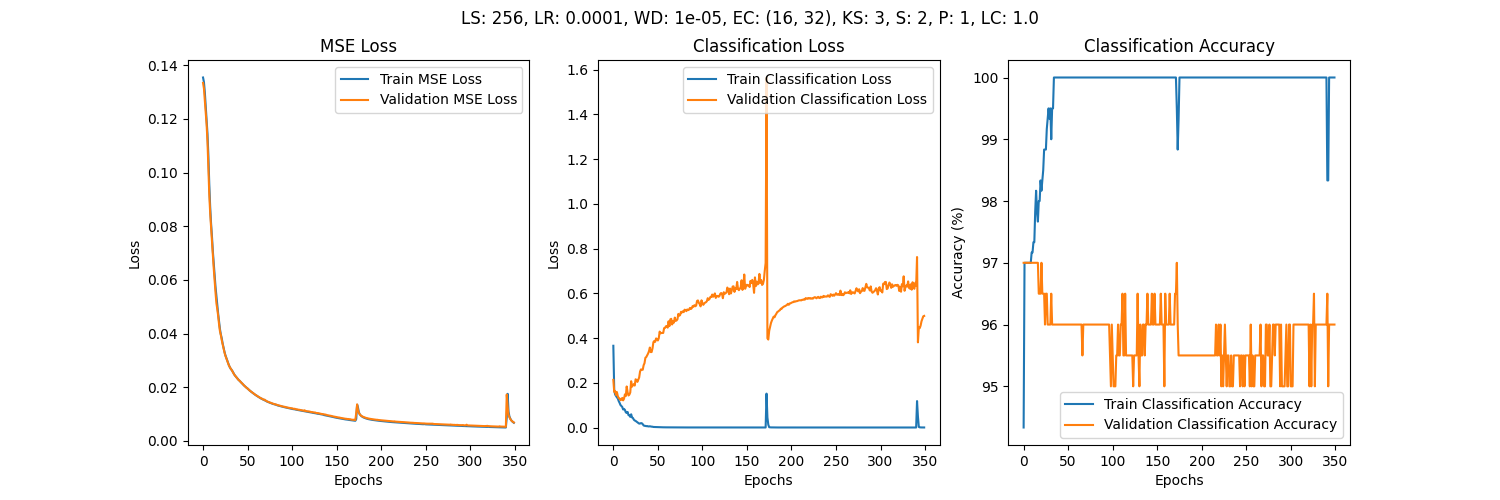 LS: 256, LR: 0.0001, WD: 1e-05, EC: (16, 32), KS: 3, S: 2, P: 1, LC: 1.0
MSE Loss
Loss
0.14
0.12
0.10
0.08
0.06
0.04
0.02
0.00
Train MSE Loss
Validation MSE Loss
0 50 100 150 200 250 300 350
Epochs
Classification Loss
Loss
1.6
1.4
1.2
1.0
0.8
0.6
0.4
0.2
0.0
Train Classification Loss
Validation Classification Loss
0 50 100 150 200 250 300 350
Epochs
Classification Accuracy
Accuracy (%)
100
99
98
97
96
95
Train Classification Accuracy
Validation Classification Accuracy
0 50 100 150 200 250 300 350
Epochs